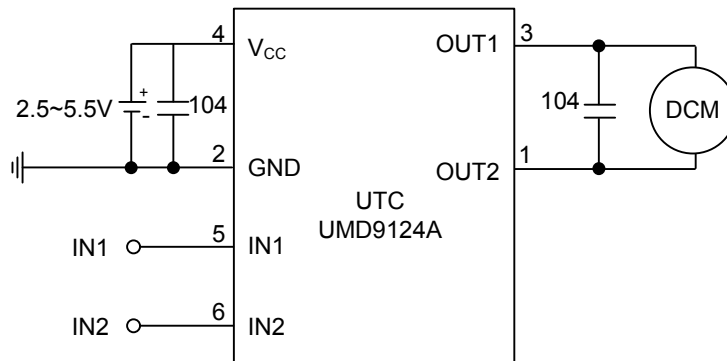 4
V_CC
OUT1
3
2.5~5.5V
+
-
104
104
DCM
2
GND
OUT2
1
UTC
UMD9124A
IN1
5
IN1
IN2
6
IN2